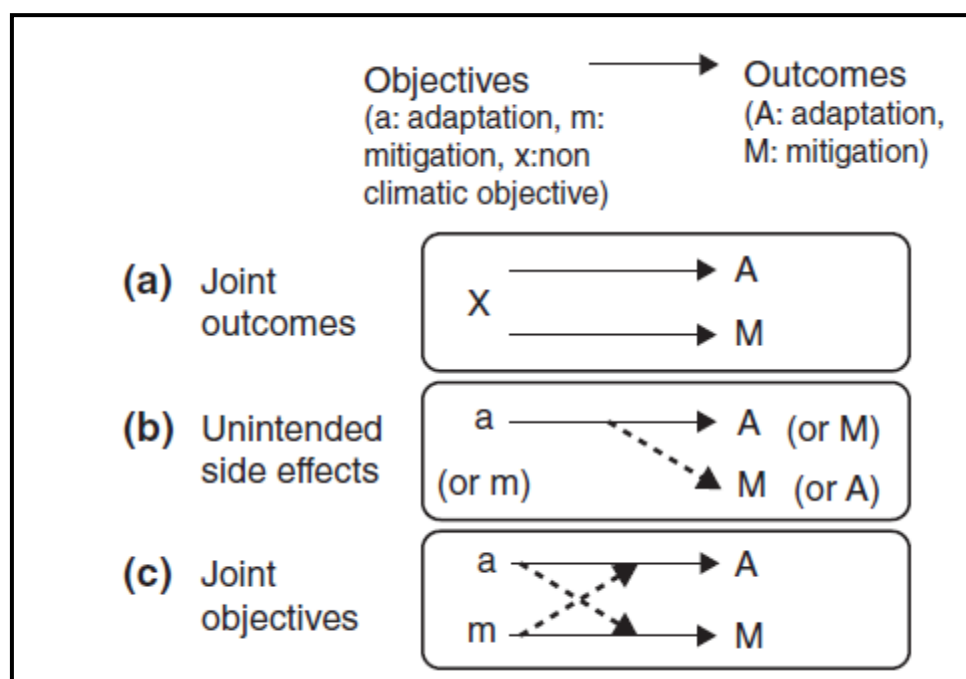 Objectives
(a: adaptation, m:
mitigation, x:non
climatic objective)
Outcomes
(A: adaptation,
M: mitigation)
(a) Joint
outcomes
X
A
M
(b) Unintended
side effects
a
(or m)
A (or M)
M (or A)
(c) Joint
objectives
a
m
A
M